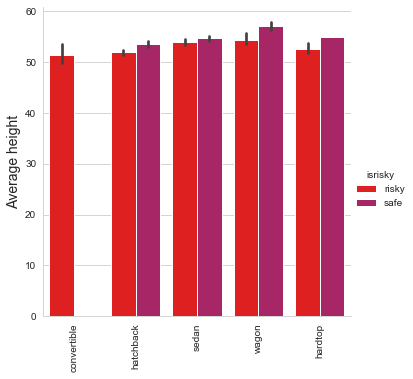 60
50
40
30
20
10
0
Average height
convertible
hatchback
sedan
wagon
hardtop
isrisky
risky
safe